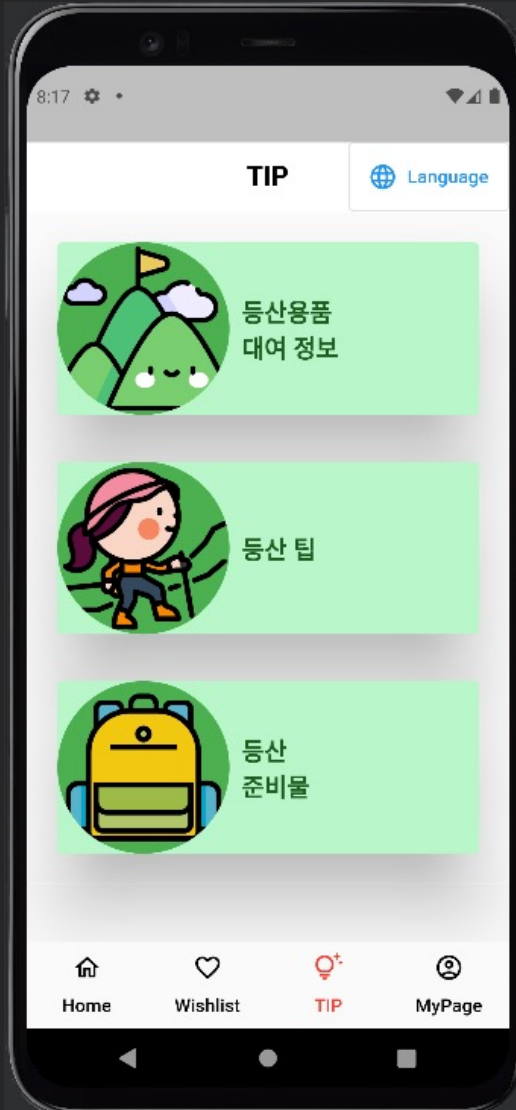 8:17
TIP
Language
등산용품
대여 정보
등산 팁
등산
준비물
Home
Wishlist
TIP
MyPage